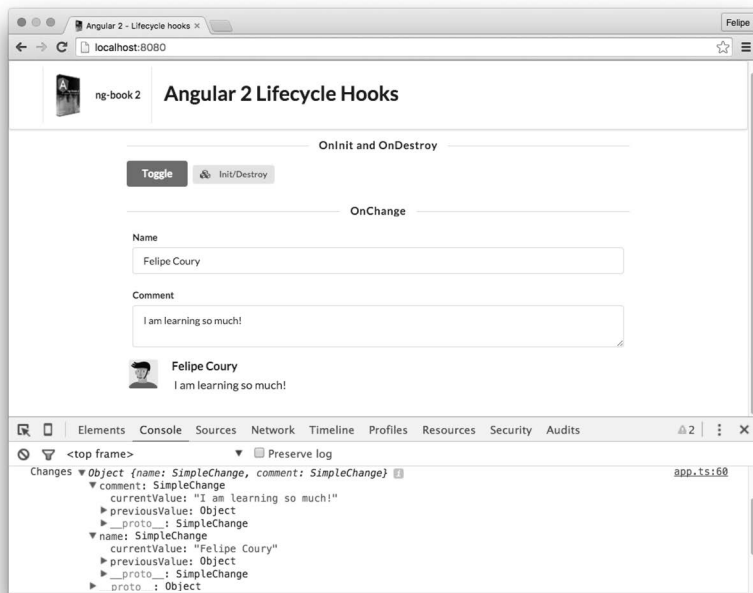 Angular 2 - Lifecycle hooks ×
Felipe
localhost:8080
ng-book 2
Angular 2 Lifecycle Hooks
OnInit and OnDestroy
Toggle
Init/Destroy
OnChange
Name
Felipe Coury
Comment
I am learning so much!
Felipe Coury
I am learning so much!
Elements Console Sources Network Timeline Profiles Resources Security Audits 2
<top frame> Preserve log
Changes Object {name: SimpleChange, comment: SimpleChange} app.ts:60
comment: SimpleChange
currentValue: "I am learning so much!"
previousValue: Object
__proto__: SimpleChange
name: SimpleChange
currentValue: "Felipe Coury"
previousValue: Object
__proto__: SimpleChange
__proto__: Object